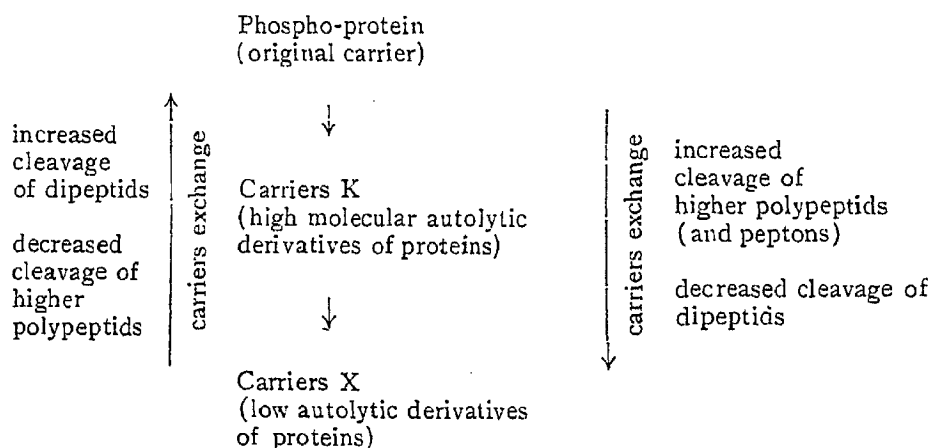 Phospho-protein
(original carrier)
increased
cleavage
of dipeptids
decreased
cleavage of
higher
polypeptids
carriers exchange
Carriers K
(high molecular autolytic
derivatives of proteins)
Carriers X
(low autolytic derivatives
of proteins)
carriers exchange
increased
cleavage of
higher polypeptids
(and peptons)
decreased cleavage of
dipeptids